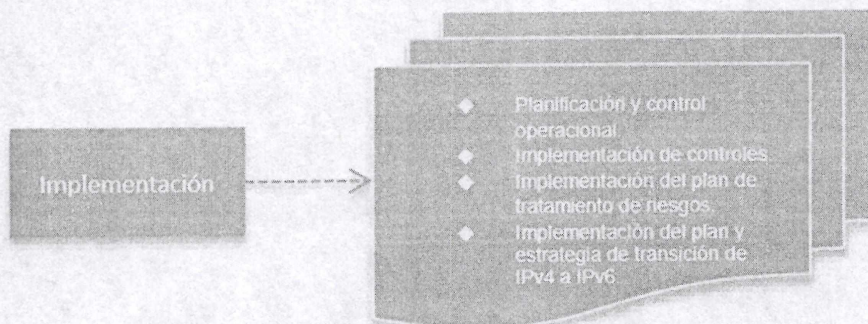 Implementación
Planificación y control
operacional.
Implementación de controles.
Implementación del plan de
tratamiento de riesgos.
Implementación del plan y
estrategia de transición de
IPv4 a IPv6